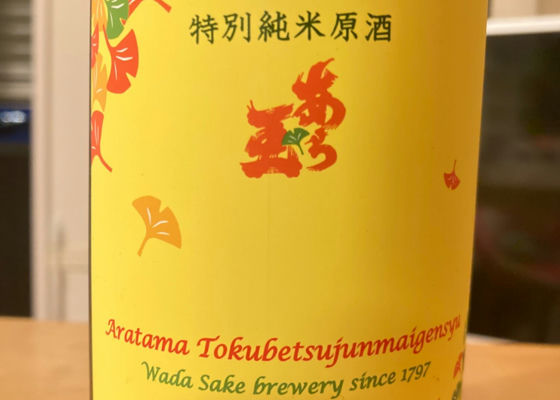 特別純米原酒
あら玉
Aratama Tokubetsujunmaigensyu
Wada Sake brewery since 1797